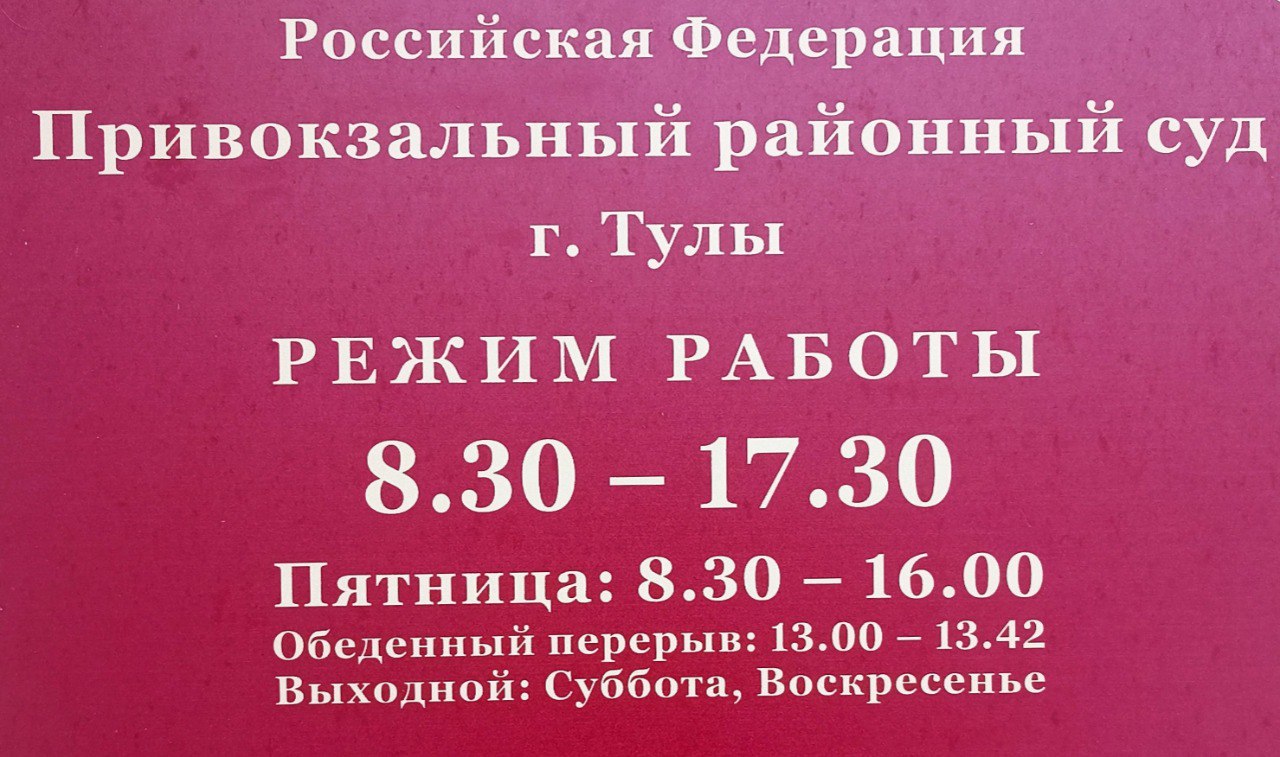 Российская Федерация
Привокзальный районный суд
г. Тулы
РЕЖИМ РАБОТЫ
8.30 – 17.30
Пятница: 8.30 – 16.00
Обеденный перерыв: 13.00 – 13.42
Выходной: Суббота, Воскресенье